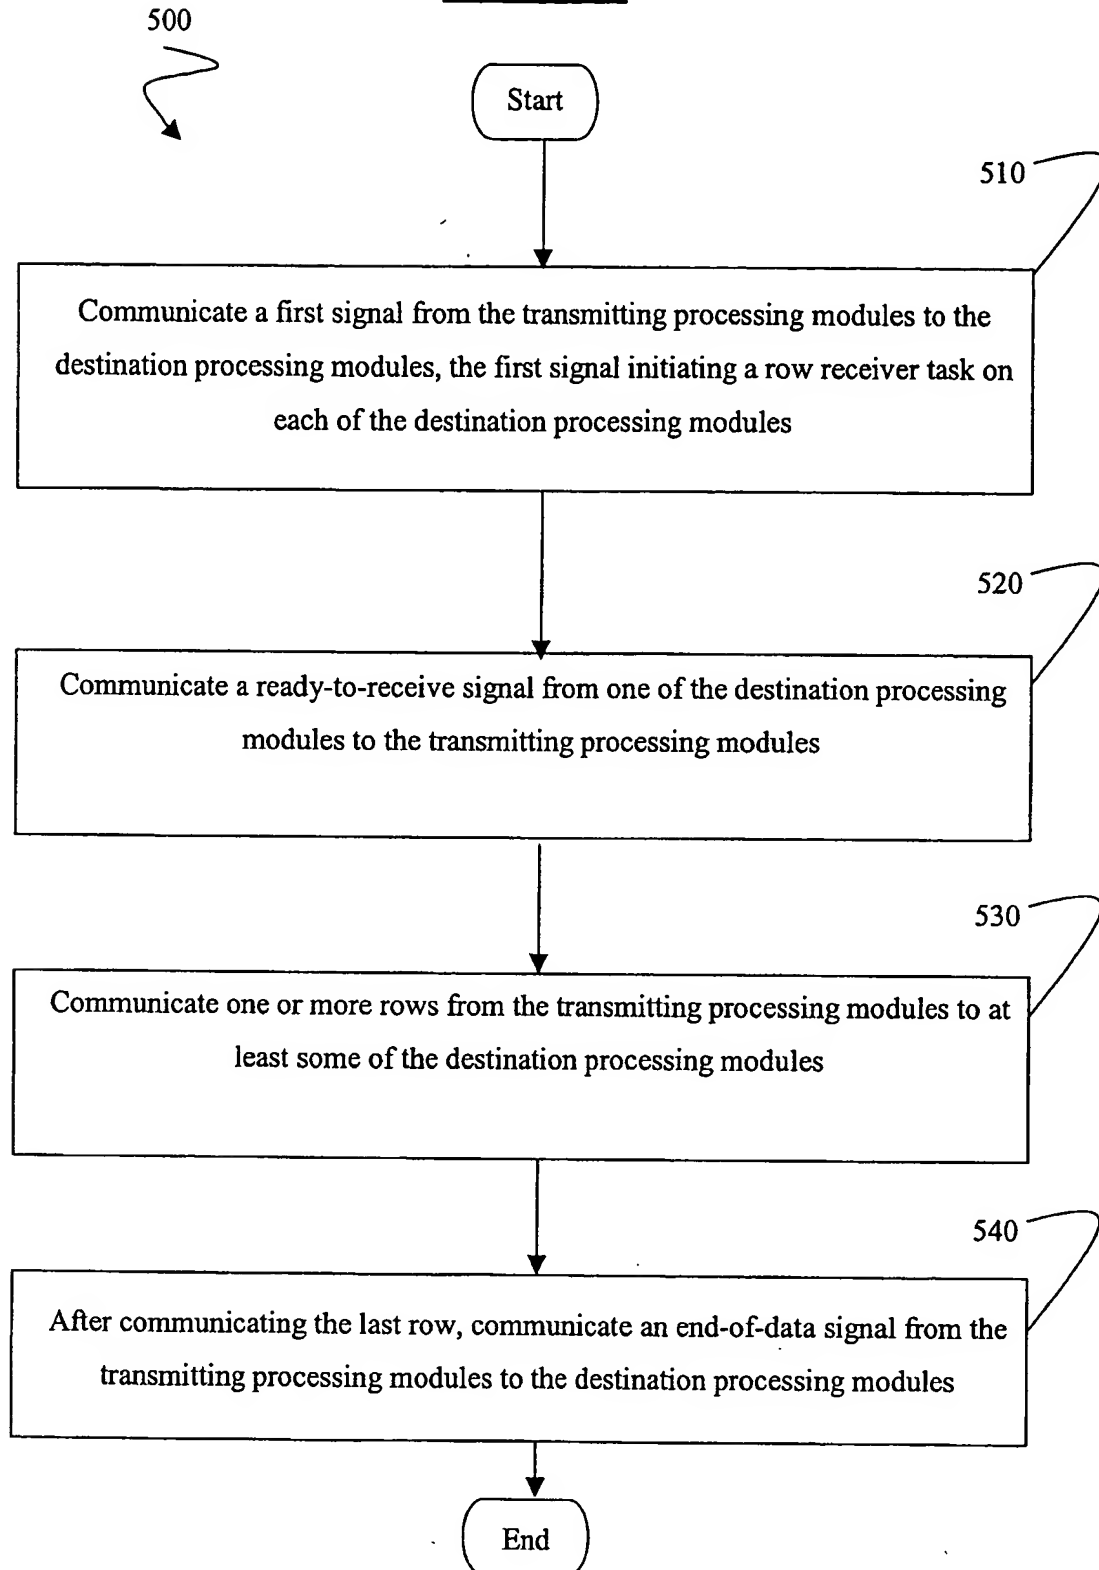 500
Start
510
Communicate a first signal from the transmitting processing modules to the
destination processing modules, the first signal initiating a row receiver task on
each of the destination processing modules
520
Communicate a ready-to-receive signal from one of the destination processing
modules to the transmitting processing modules
530
Communicate one or more rows from the transmitting processing modules to at
least some of the destination processing modules
540
After communicating the last row, communicate an end-of-data signal from the
transmitting processing modules to the destination processing modules
End